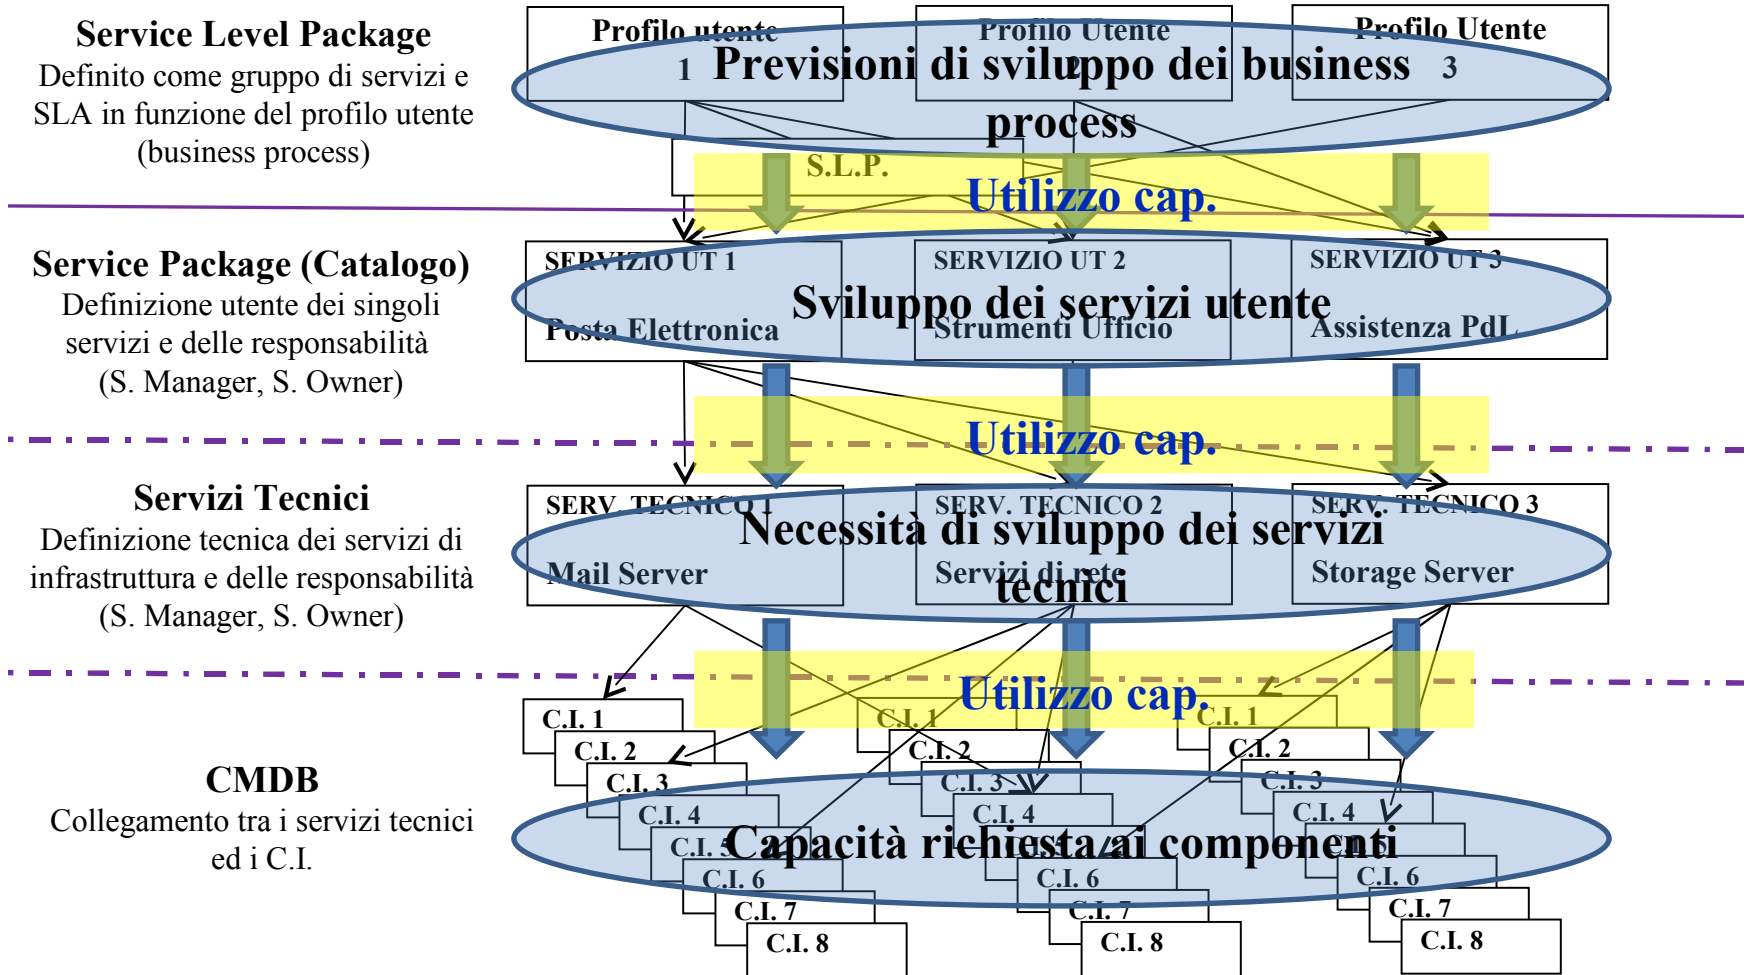 Service Level Package
Definito come gruppo di servizi e
SLA in funzione del profilo utente
(business process)
Profilo utente
1
Profilo Utente
2
Profilo Utente
3
Previsioni di sviluppo dei business
process
S.L.P.
Utilizzo cap.
Service Package (Catalogo)
Definizione utente dei singoli
servizi e delle responsabilità
(S. Manager, S. Owner)
SERVIZIO UT 1
Posta Elettronica
SERVIZIO UT 2
Strumenti Ufficio
SERVIZIO UT 3
Assistenza PdL
Sviluppo dei servizi utente
Utilizzo cap.
Servizi Tecnici
Definizione tecnica dei servizi di
infrastruttura e delle responsabilità
(S. Manager, S. Owner)
SERV. TECNICO 1
Mail Server
SERV. TECNICO 2
Servizi di rete
SERV. TECNICO 3
Storage Server
Necessità di sviluppo dei servizi
tecnici
Utilizzo cap.
CMDB
Collegamento tra i servizi tecnici
ed i C.I.
C.I. 1
C.I. 2
C.I. 3
C.I. 4
C.I. 5
C.I. 6
C.I. 7
C.I. 8
C.I. 1
C.I. 2
C.I. 3
C.I. 4
C.I. 5
C.I. 6
C.I. 7
C.I. 8
C.I. 1
C.I. 2
C.I. 3
C.I. 4
C.I. 5
C.I. 6
C.I. 7
C.I. 8
Capacità richiesta ai componenti